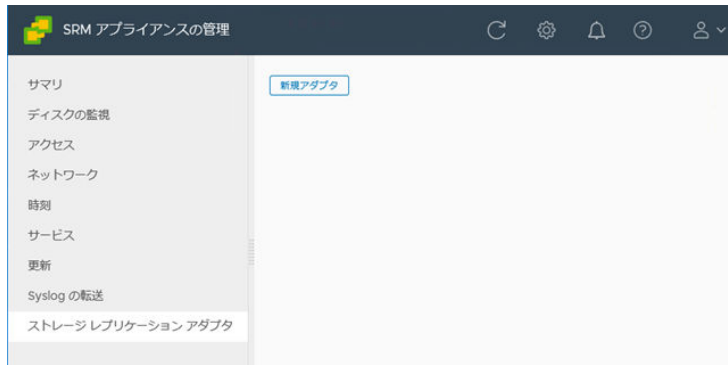 SRM アプライアンスの管理
サマリ
新規アダプタ
ディスクの監視
アクセス
ネットワーク
時刻
サービス
更新
Syslog の転送
ストレージ レプリケーション アダプタ